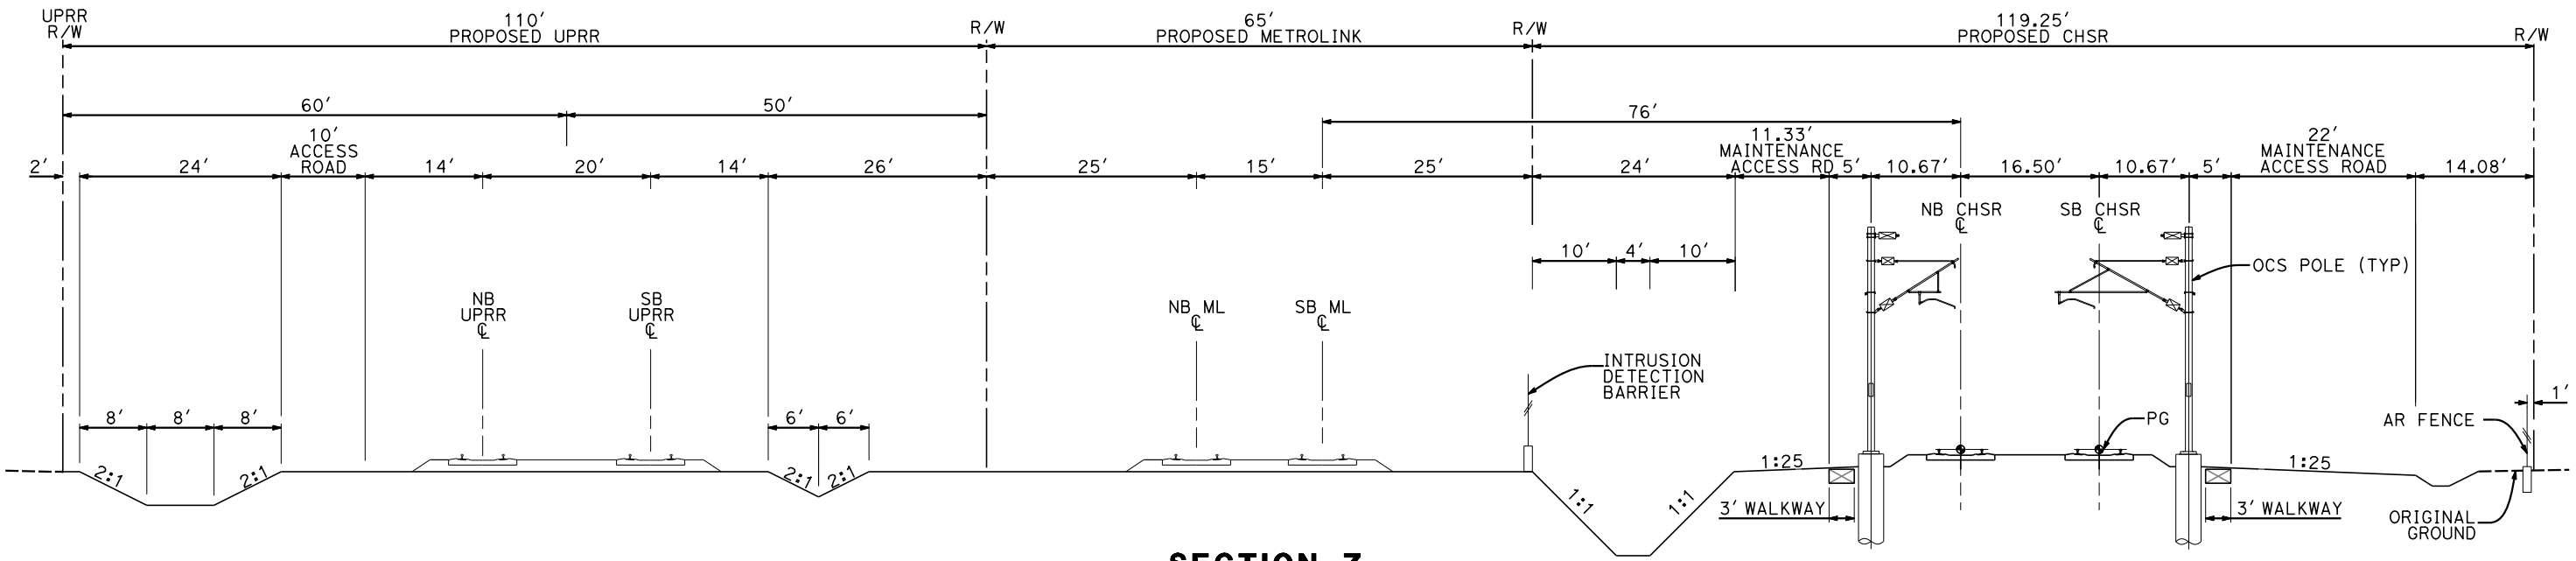 UPRR
R/W
110′
PROPOSED UPRR
R/W
65′
PROPOSED METROLINK
R/W
119.25′
PROPOSED CHSR
R/W
60′
50′
76′
2′
24′
10′
ACCESS
ROAD
14′
20′
14′
26′
25′
15′
25′
24′
11.33′
MAINTENANCE
ACCESS RD
5′
10.67′
16.50′
10.67′
5′
22′
MAINTENANCE
ACCESS ROAD
14.08′
NB CHSR
℄
SB CHSR
℄
10′
4′
10′
OCS POLE (TYP)
NB
UPRR
℄
SB
UPRR
℄
NB ML
℄
SB ML
℄
INTRUSION
DETECTION
BARRIER
8′
8′
8′
6′
6′
1′
PG
AR FENCE
2:1
2:1
2:1
2:1
1:1
1:1
1:25
1:25
3′ WALKWAY
3′ WALKWAY
ORIGINAL
GROUND